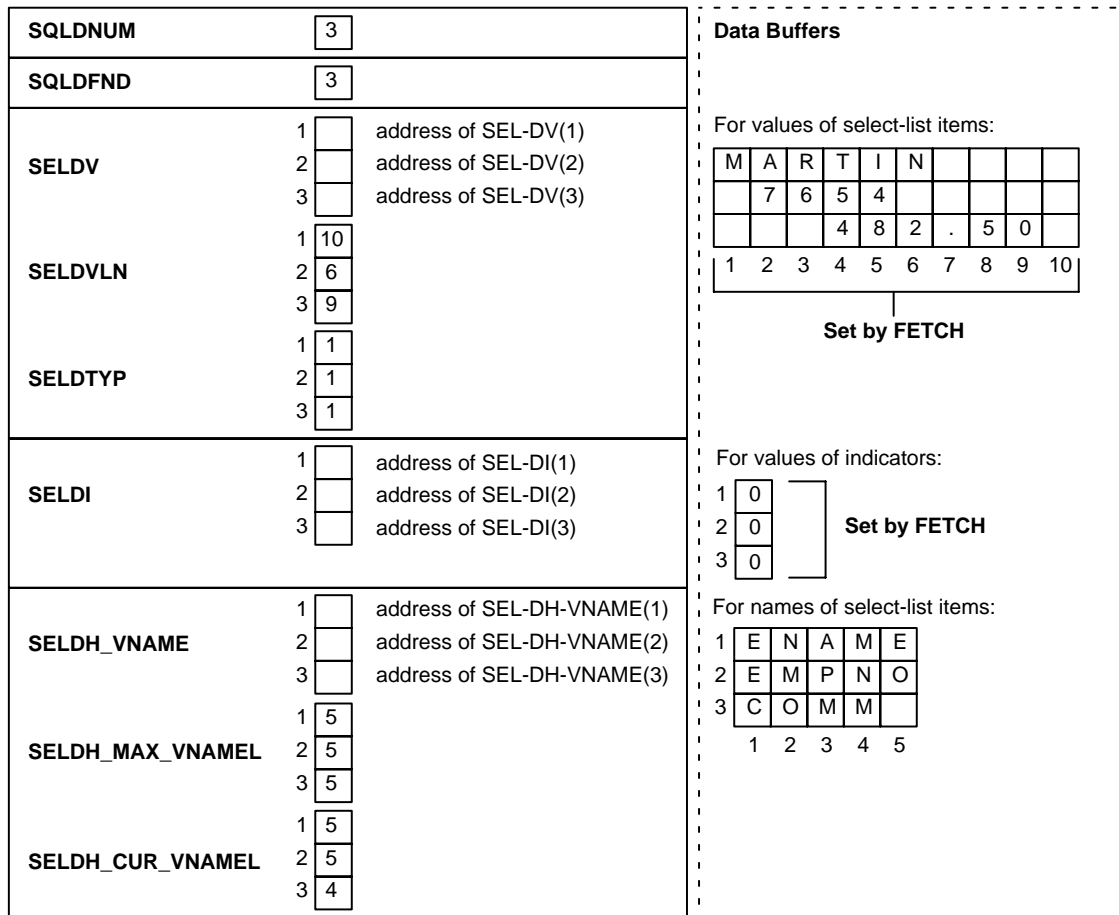 SQLDNUM 3
SQLDFND 3
SELDV
1 address of SEL-DV(1)
2 address of SEL-DV(2)
3 address of SEL-DV(3)
SELDVLN
1 10
2 6
3 9
SELDTYP
1 1
2 1
3 1
SELDI
1 address of SEL-DI(1)
2 address of SEL-DI(2)
3 address of SEL-DI(3)
SELDH_VNAME
1 address of SEL-DH-VNAME(1)
2 address of SEL-DH-VNAME(2)
3 address of SEL-DH-VNAME(3)
SELDH_MAX_VNAMEL
1 5
2 5
3 5
SELDH_CUR_VNAMEL
1 5
2 5
3 4
Data Buffers
For values of select-list items:
M A R T I N
7 6 5 4
4 8 2 . 5 0
1 2 3 4 5 6 7 8 9 10
Set by FETCH
For values of indicators:
1 0
2 0
3 0
Set by FETCH
For names of select-list items:
1 E N A M E
2 E M P N O
3 C O M M
1 2 3 4 5